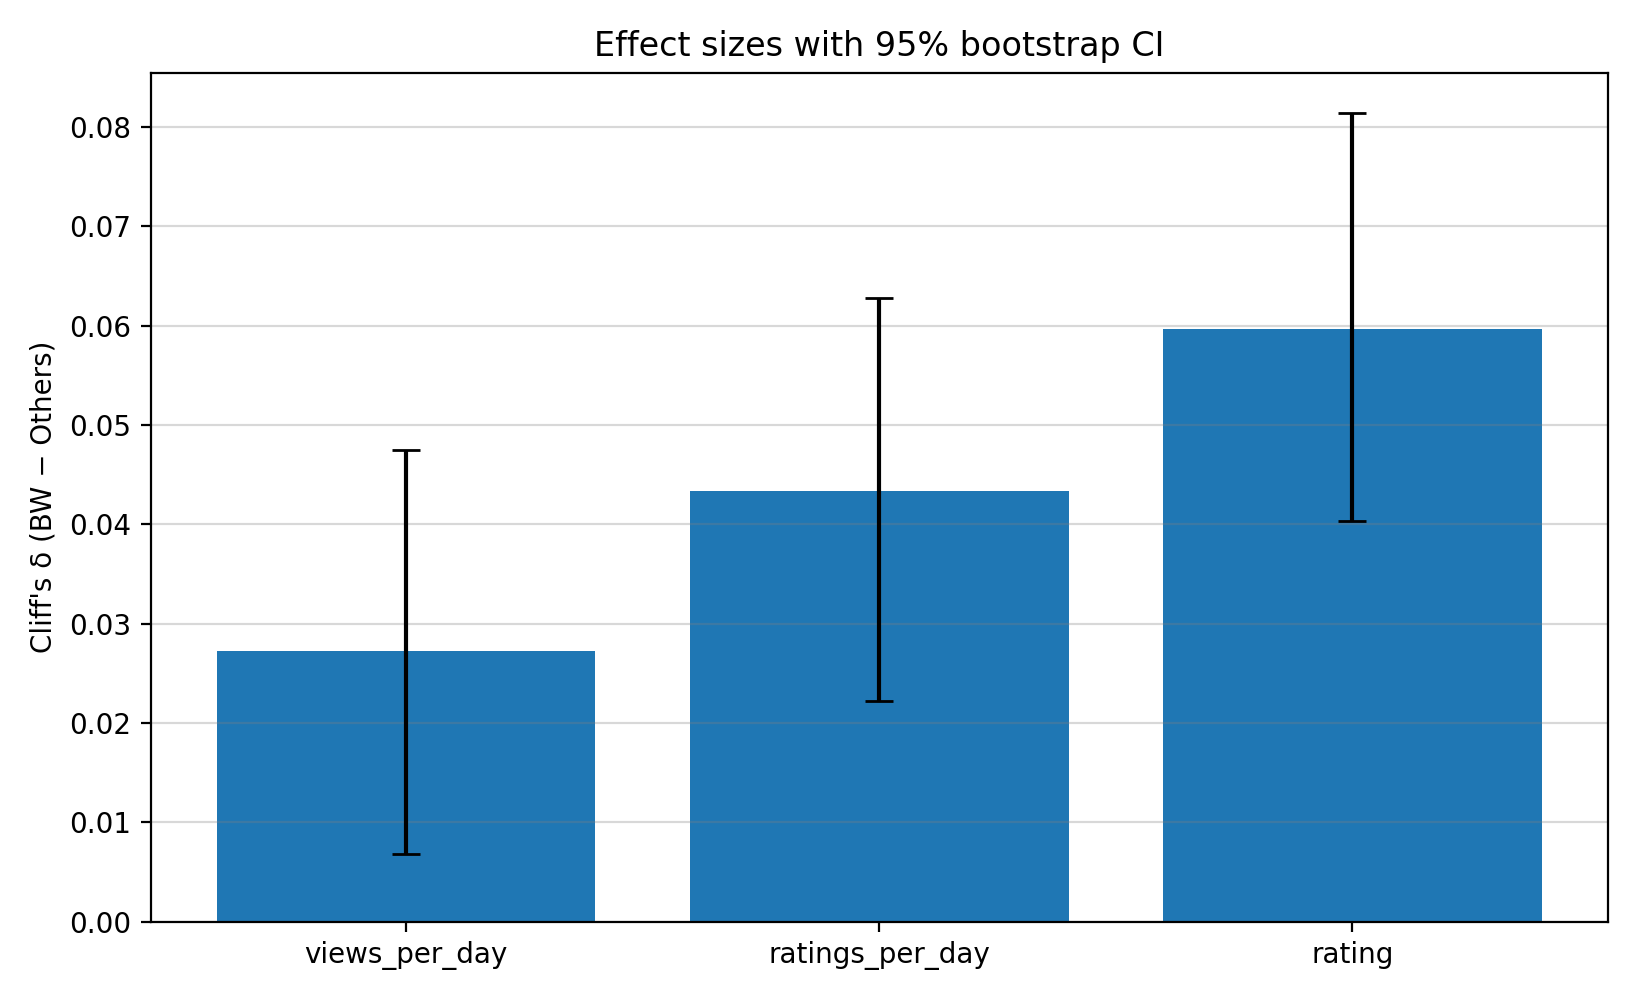 Effect sizes with 95% bootstrap CI
Cliff's δ (BW − Others)
0.08
0.07
0.06
0.05
0.04
0.03
0.02
0.01
0.00
views_per_day
ratings_per_day
rating